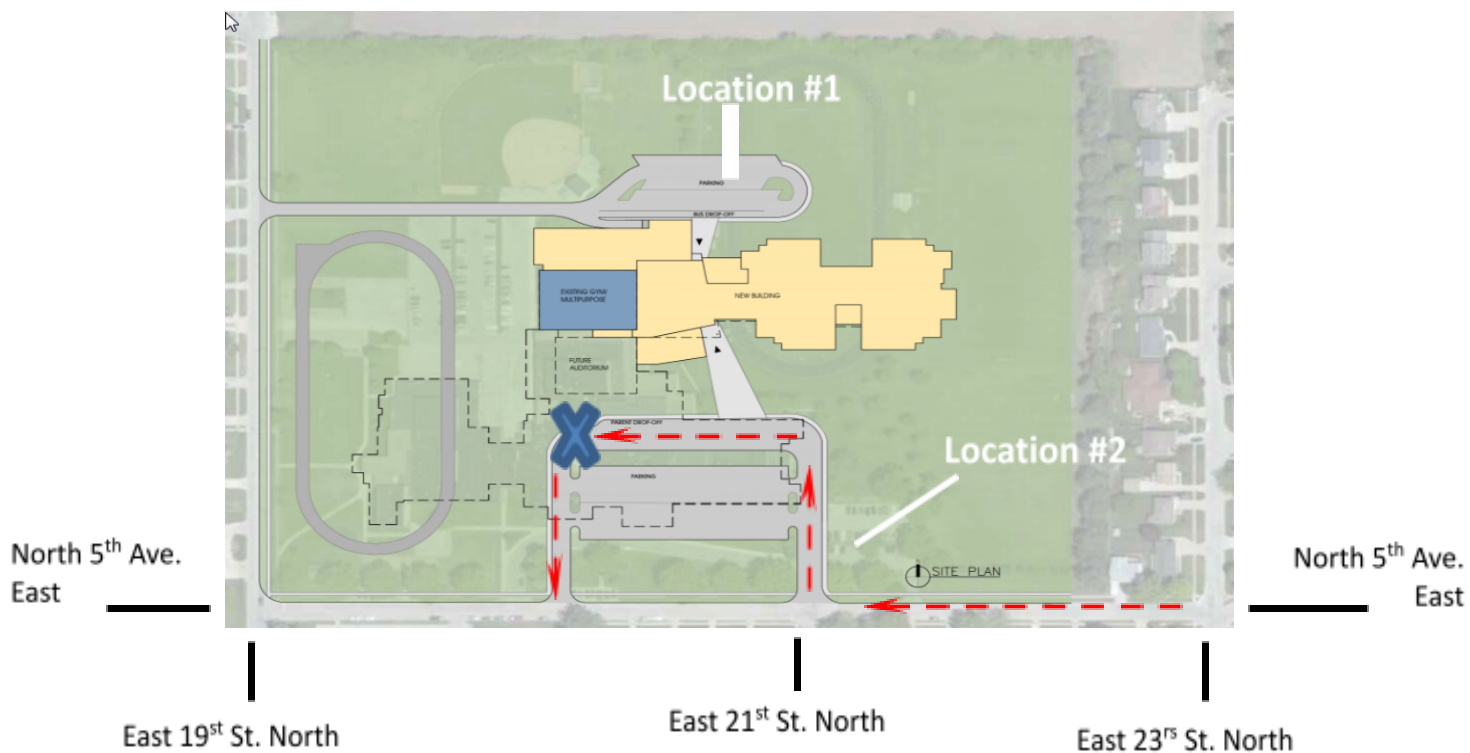 Location #1
PARKING
BUS DROP-OFF
EXISTING GYM/
MULTIPURPOSE
NEW BUILDING
FUTURE
AUDITORIUM
PARENT DROP-OFF
Location #2
PARKING
North 5th Ave.
East
SITE PLAN
North 5th Ave.
East
East 19st St. North
East 21st St. North
East 23rs St. North